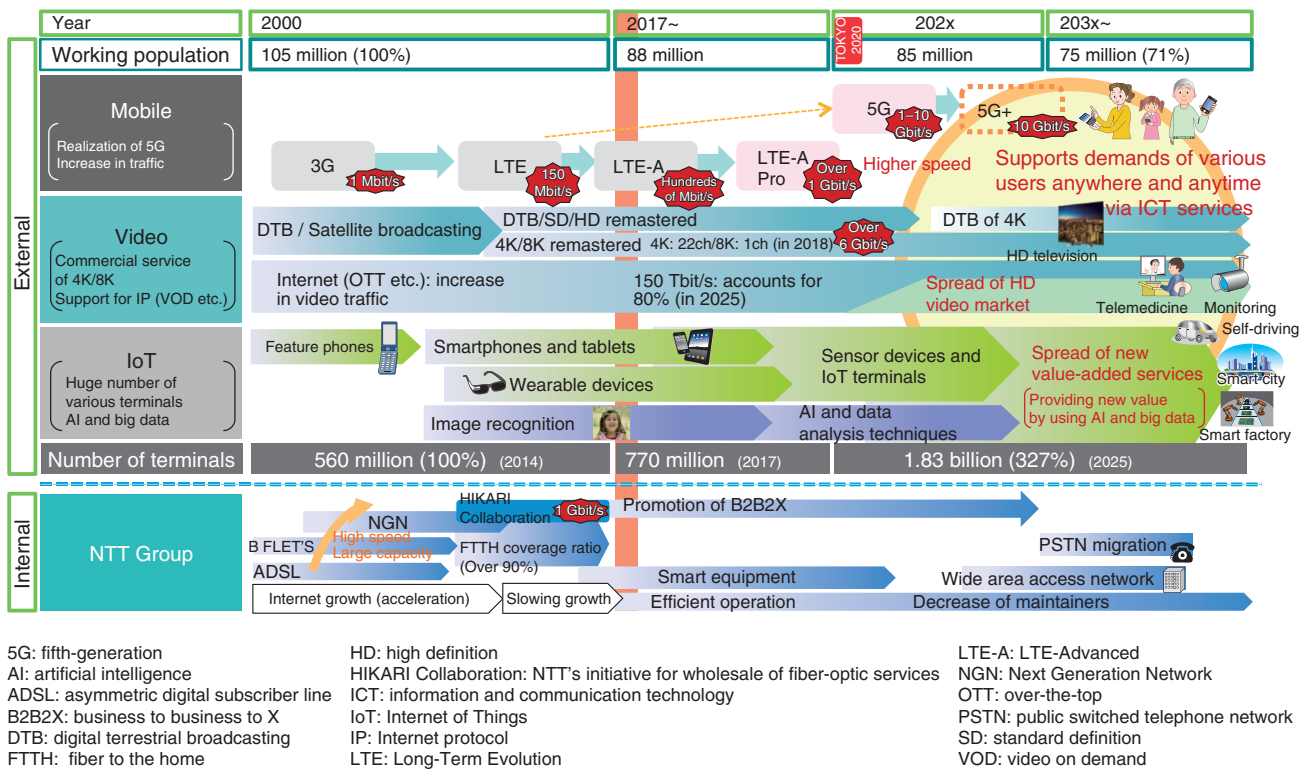 Year
2000
2017~
TOKYO
2020
202x
203x~
External
Working population
105 million (100%)
88 million
85 million
75 million (71%)
Mobile
Realization of 5G
Increase in traffic
3G
1 Mbit/s
LTE
150
Mbit/s
LTE-A
Hundreds
of Mbit/s
LTE-A
Pro
Over
1 Gbit/s
5G
1–10
Gbit/s
Higher speed
5G+
10 Gbit/s
Supports demands of various
users anywhere and anytime
via ICT services
Video
Commercial service
of 4K/8K
Support for IP (VOD etc.)
DTB / Satellite broadcasting
DTB/SD/HD remastered
4K/8K remastered
4K: 22ch/8K: 1ch (in 2018)
Over
6 Gbit/s
DTB of 4K
HD television
Internet (OTT etc.): increase
in video traffic
150 Tbit/s: accounts for
80% (in 2025)
Spread of HD
video market
Telemedicine
Monitoring
IoT
Huge number of
various terminals
AI and big data
Feature phones
Smartphones and tablets
Wearable devices
Image recognition
Sensor devices and
IoT terminals
AI and data
analysis techniques
Spread of new
value-added services
Providing new value
by using AI and big data
Self-driving
Smart city
Smart factory
Number of terminals
560 million (100%) (2014)
770 million (2017)
1.83 billion (327%) (2025)
Internal
NTT Group
NGN
High speed
Large capacity
B FLET'S
ADSL
HIKARI
Collaboration
1 Gbit/s
FTTH coverage ratio
(Over 90%)
Promotion of B2B2X
PSTN migration
Smart equipment
Wide area access network
Internet growth (acceleration)
Slowing growth
Efficient operation
Decrease of maintainers
5G: fifth-generation
AI: artificial intelligence
ADSL: asymmetric digital subscriber line
B2B2X: business to business to X
DTB: digital terrestrial broadcasting
FTTH: fiber to the home
HD: high definition
HIKARI Collaboration: NTT's initiative for wholesale of fiber-optic services
ICT: information and communication technology
IoT: Internet of Things
IP: Internet protocol
LTE: Long-Term Evolution
LTE-A: LTE-Advanced
NGN: Next Generation Network
OTT: over-the-top
PSTN: public switched telephone network
SD: standard definition
VOD: video on demand